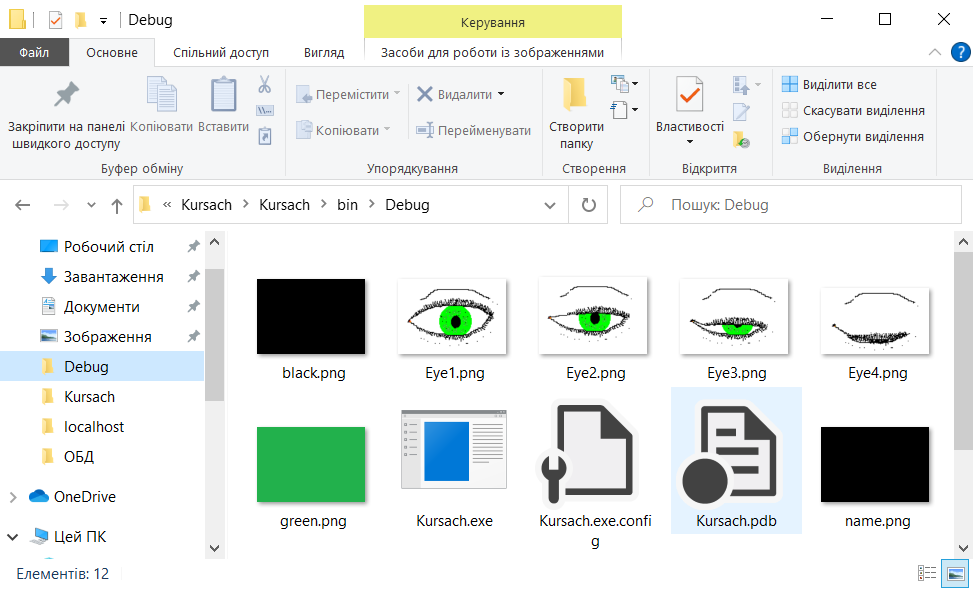 Debug
Керування
Файл
Основне
Спільний доступ
Вигляд
Засоби для роботи із зображеннями
Закріпити на панелі
швидкого доступу
Копіювати
Вставити
Буфер обміну
Перемістити
Копіювати
Видалити
Перейменувати
Упорядкування
Створити
папку
Створення
Властивості
Відкриття
Виділити все
Скасувати виділення
Обернути виділення
Виділення
« Kursach > Kursach > bin > Debug
Пошук: Debug
Робочий стіл
Завантаження
Документи
Зображення
Debug
Kursach
localhost
ОБД
OneDrive
Цей ПК
black.png
Eye1.png
Eye2.png
Eye3.png
Eye4.png
green.png
Kursach.exe
Kursach.exe.config
Kursach.pdb
name.png
Елементів: 12